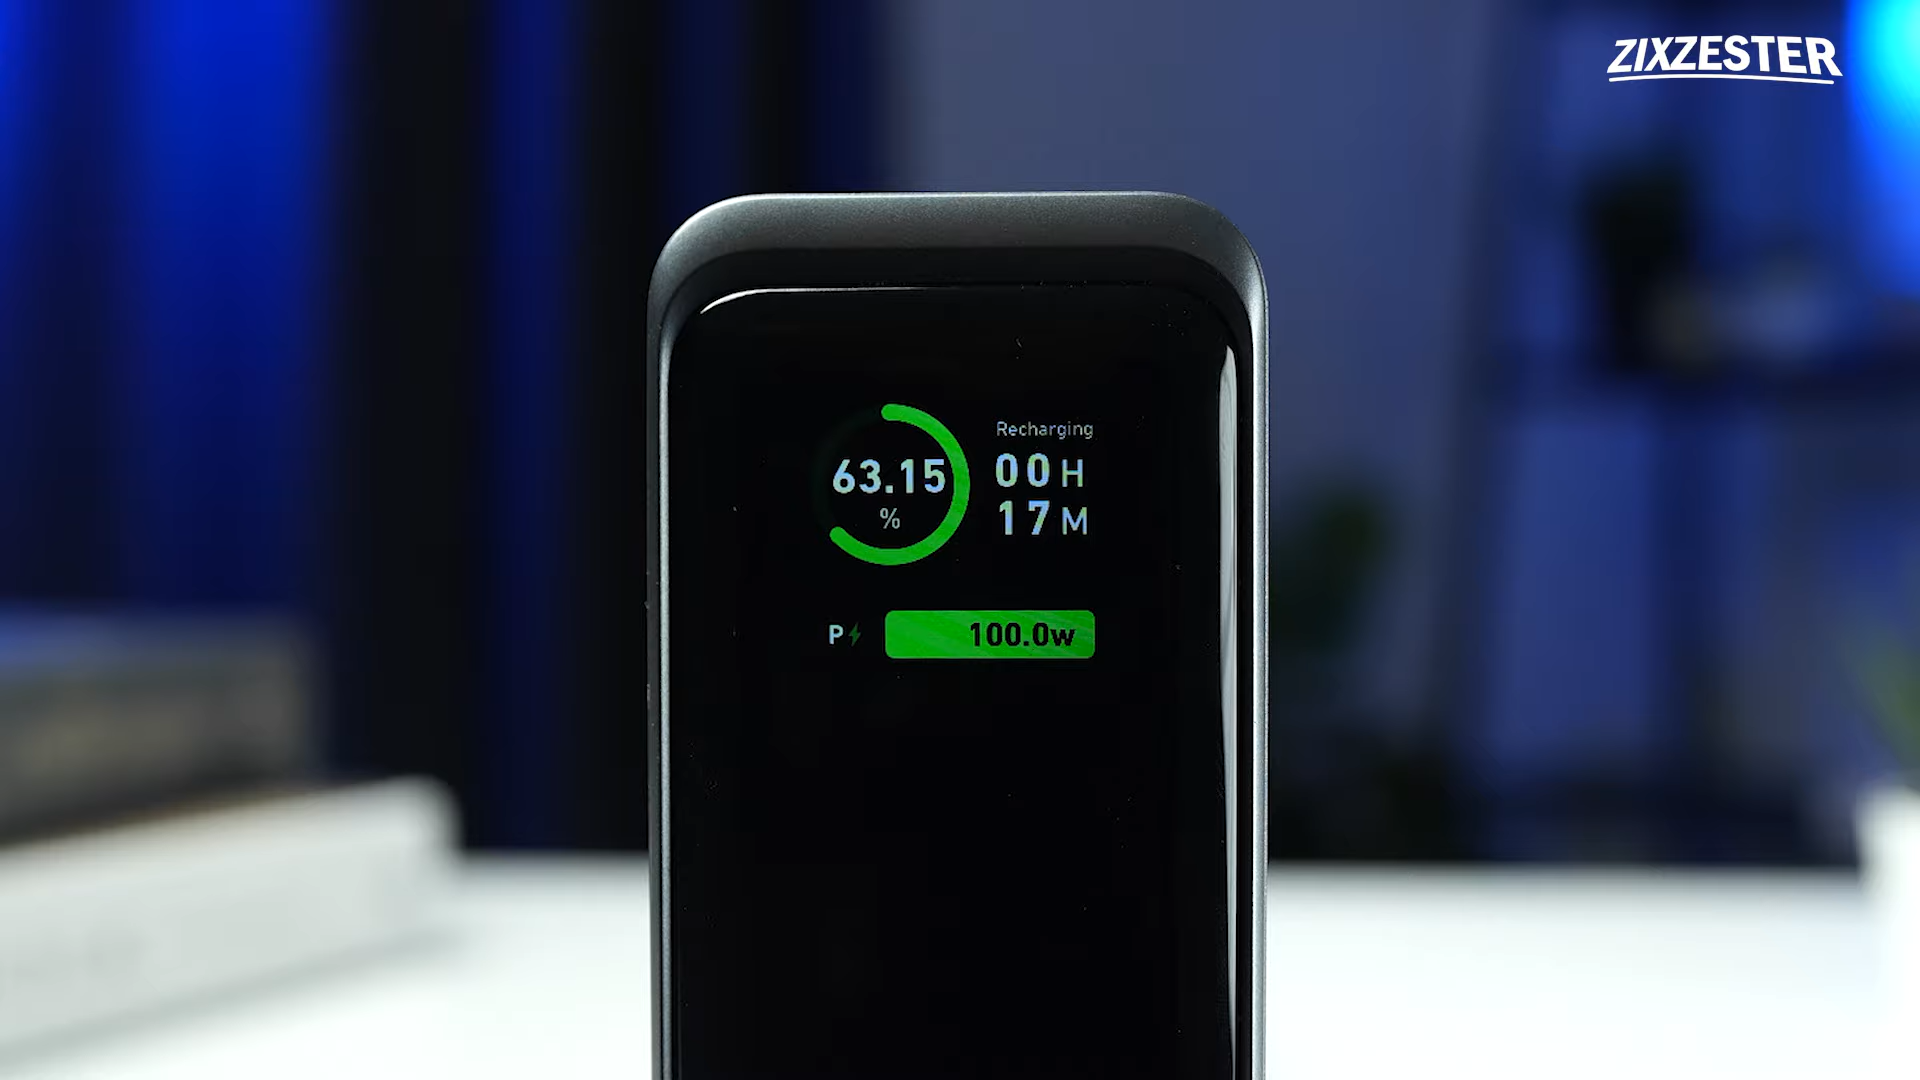 ZIXZESTER
63.15
%
Recharging
00H
17M
P 100.0w